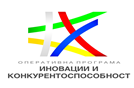 ОПЕРАТИВНА ПРОГРАМА
ИНОВАЦИИ И
КОНКУРЕНТОСПОСОБНОСТ